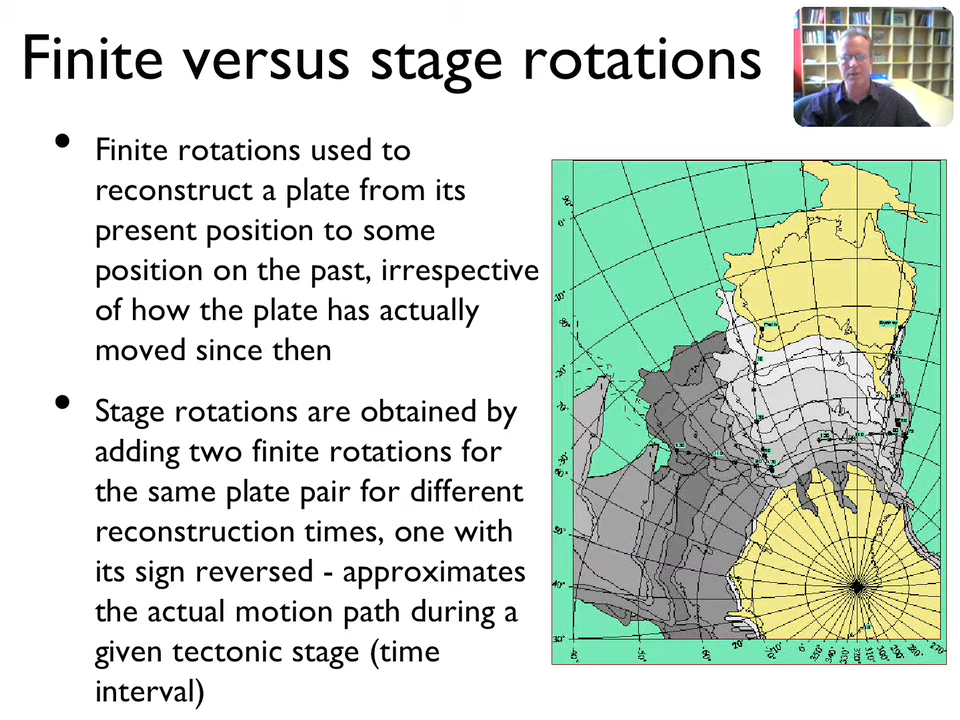 Finite versus stage rotations
• Finite rotations used to
reconstruct a plate from its
present position to some
position on the past, irrespective
of how the plate has actually
moved since then
• Stage rotations are obtained by
adding two finite rotations for
the same plate pair for different
reconstruction times, one with
its sign reversed - approximates
the actual motion path during a
given tectonic stage (time
interval)